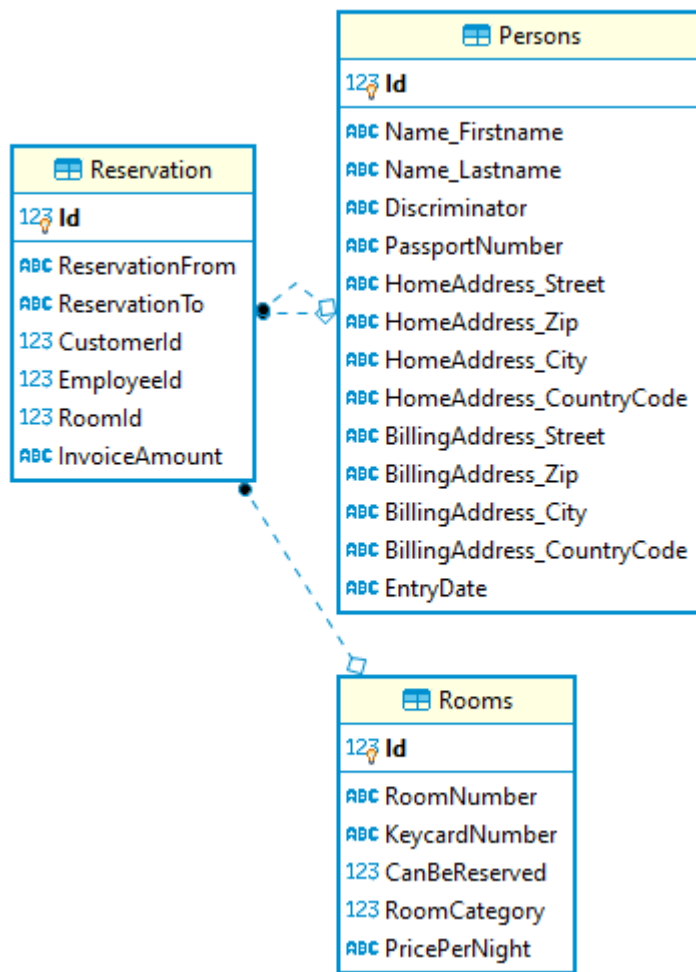 Persons
123 Id
ABC Name_Firstname
ABC Name_Lastname
ABC Discriminator
ABC PassportNumber
ABC HomeAddress_Street
ABC HomeAddress_Zip
ABC HomeAddress_City
ABC HomeAddress_CountryCode
ABC BillingAddress_Street
ABC BillingAddress_Zip
ABC BillingAddress_City
ABC BillingAddress_CountryCode
ABC EntryDate
Reservation
123 Id
ABC ReservationFrom
ABC ReservationTo
123 CustomerId
123 EmployeeId
123 RoomId
ABC InvoiceAmount
Rooms
123 Id
ABC RoomNumber
ABC KeycardNumber
123 CanBeReserved
123 RoomCategory
ABC PricePerNight